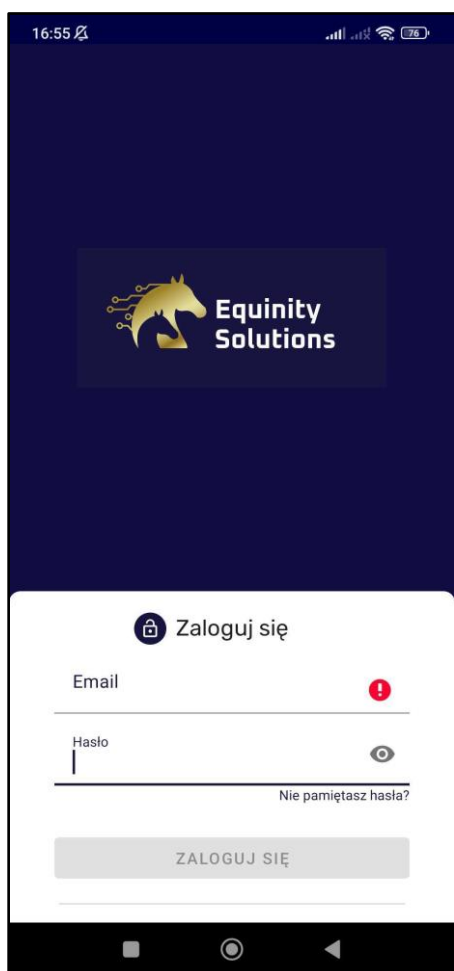 16:55
76
Equinity
Solutions
Zaloguj się
Email
Hasło
Nie pamiętasz hasła?
ZALOGUJ SIĘ